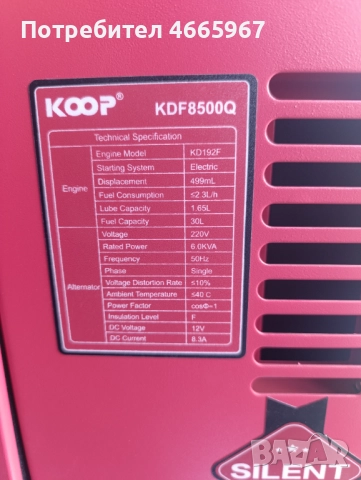 Потребител 4665967
KOOP® KDF8500Q
Technical Specification
Engine
Engine Model KD192F
Starting System Electric
Displacement 499mL
Fuel Consumption ≤2.3L/h
Lube Capacity 1.65L
Fuel Capacity 30L
Alternator
Voltage 220V
Rated Power 6.0KVA
Frequency 50Hz
Phase Single
Voltage Distortion Rate ≤10%
Ambient Temperature ≤40 C
Power Factor cosΦ=1
Insulation Level F
DC Voltage 12V
DC Current 8.3A
SILENT
bazar